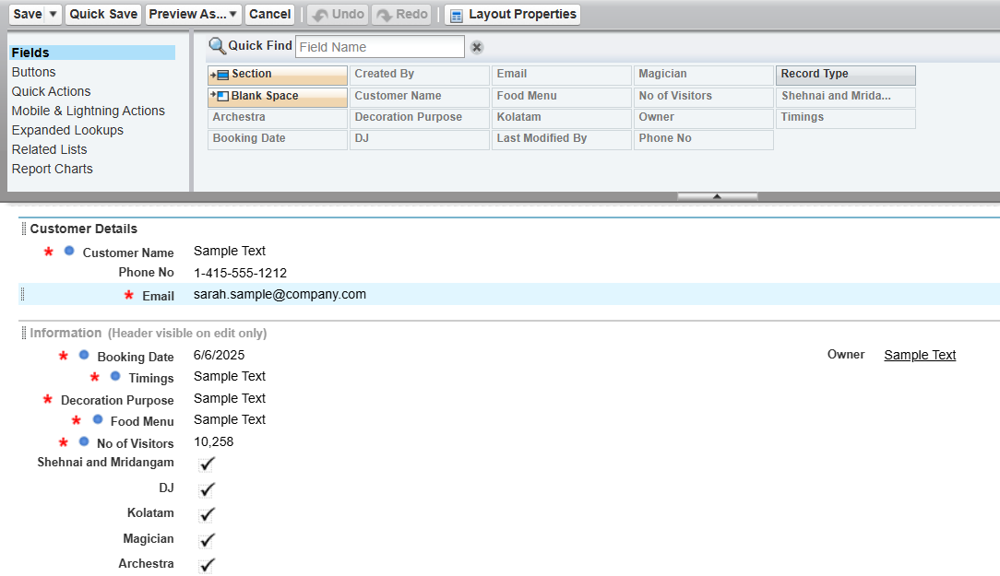 Save Quick Save Preview As... Cancel Undo Redo Layout Properties
Fields
Buttons
Quick Actions
Mobile & Lightning Actions
Expanded Lookups
Related Lists
Report Charts
Quick Find Field Name
Section Created By Email Magician Record Type
Blank Space Customer Name Food Menu No of Visitors Shehnai and Mrida...
Archestra Decoration Purpose Kolatam Owner Timings
Booking Date DJ Last Modified By Phone No
Customer Details
* Customer Name Sample Text
Phone No 1-415-555-1212
* Email sarah.sample@company.com
Information (Header visible on edit only)
* Booking Date 6/6/2025 Owner Sample Text
* Timings Sample Text
* Decoration Purpose Sample Text
* Food Menu Sample Text
* No of Visitors 10,258
Shehnai and Mridangam
DJ
Kolatam
Magician
Archestra